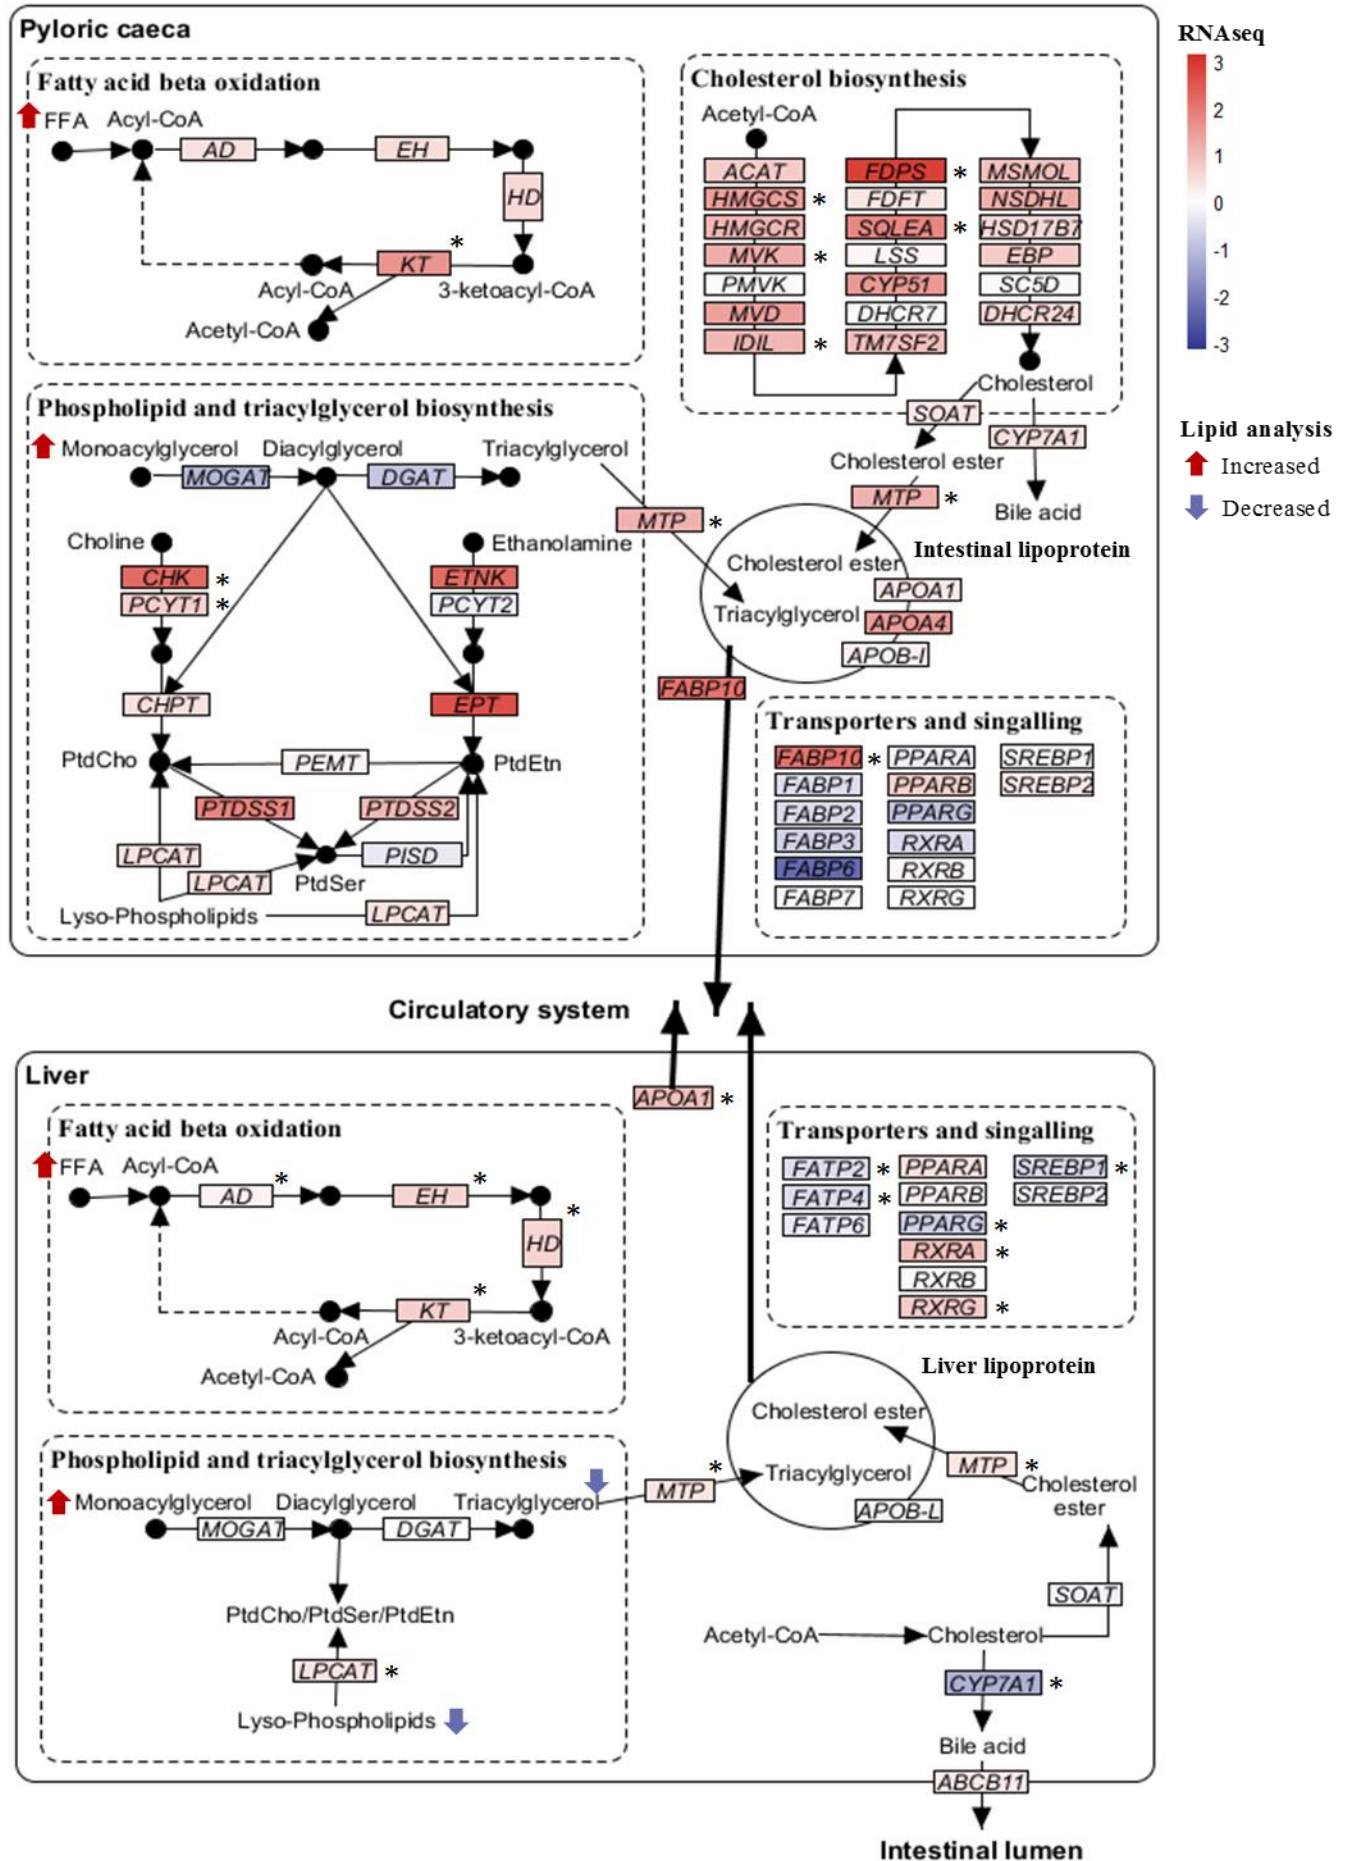 Pyloric caeca
RNAseq
3
2
1
0
-1
-2
-3
Lipid analysis
Increased
Decreased
Fatty acid beta oxidation
FFA Acyl-CoA
AD
EH
HD
KT *
Acyl-CoA
3-ketoacyl-CoA
Acetyl-CoA
Cholesterol biosynthesis
Acetyl-CoA
ACAT
HMGCS *
HMGCR
MVK *
PMVK
MVD
IDIL *
FDPS *
FDFT
SQLEA *
LSS
CYP51
DHCR7
TM7SF2
MSMOL
NSDHL
HSD17B7
EBP
SC5D
DHCR24
Cholesterol
SOAT
CYP7A1
Cholesterol ester
Bile acid
MTP *
Phospholipid and triacylglycerol biosynthesis
Monoacylglycerol Diacylglycerol Triacylglycerol
MOGAT
DGAT
MTP *
Choline
Ethanolamine
CHK *
ETNK
PCYT1 *
PCYT2
CHPT
EPT
PtdCho
PEMT
PtdEtn
PTDSS1
PTDSS2
LPCAT
PISD
LPCAT
PtdSer
Lyso-Phospholipids
LPCAT
Intestinal lipoprotein
Cholesterol ester
Triacylglycerol
APOA1
APOA4
APOB-I
FABP10
Transporters and singalling
FABP10 *
PPARA
SREBP1
FABP1
PPARB
SREBP2
FABP2
PPARG
FABP3
RXRA
FABP6
RXRB
FABP7
RXRG
Circulatory system
Liver
APOA1 *
Fatty acid beta oxidation
FFA Acyl-CoA
AD *
EH *
HD *
KT *
Acyl-CoA
3-ketoacyl-CoA
Acetyl-CoA
Transporters and singalling
FATP2 *
PPARA
SREBP1 *
FATP4 *
PPARB
SREBP2
FATP6
PPARG *
RXRA *
RXRB
RXRG *
Liver lipoprotein
Cholesterol ester
Triacylglycerol
APOB-L
MTP *
Cholesterol
ester
Phospholipid and triacylglycerol biosynthesis
Monoacylglycerol Diacylglycerol Triacylglycerol
MTP *
MOGAT
DGAT
PtdCho/PtdSer/PtdEtn
LPCAT *
Lyso-Phospholipids
SOAT
Acetyl-CoA
Cholesterol
CYP7A1 *
Bile acid
ABCB11
Intestinal lumen